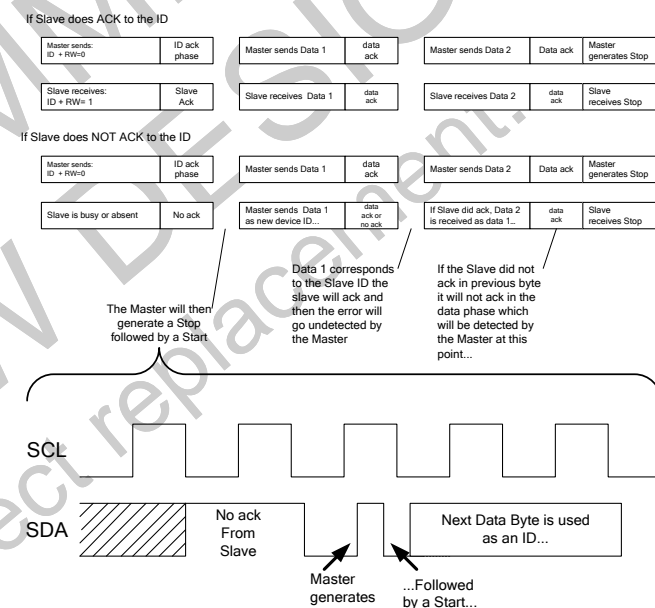 If Slave does ACK to the ID
Master sends:
ID + RW=0
ID ack
phase
Master sends Data 1
data
ack
Master sends Data 2
Data ack
Master
generates Stop
Slave receives:
ID + RW= 1
Slave
Ack
Slave receives Data 1
data
ack
Slave receives Data 2
data
ack
Slave
receives Stop
If Slave does NOT ACK to the ID
Master sends:
ID + RW=0
ID ack
phase
Master sends Data 1
data
ack
Master sends Data 2
Data ack
Master
generates Stop
Slave is busy or absent
No ack
Master sends Data 1
as new device ID...
data
ack or
no ack
If Slave did ack, Data 2
is received as data 1...
data
ack
Slave
receives Stop
The Master will then
generate a Stop
followed by a Start
Data 1 corresponds
to the Slave ID the
slave will ack and
then the error will
go undetected by
the Master
If the Slave did not
ack in previous byte
it will not ack in the
data phase which
will be detected by
the Master at this
point...
SCL
SDA
No ack
From
Slave
Next Data Byte is used
as an ID...
Master
generates
...Followed
by a Start...
replacement.